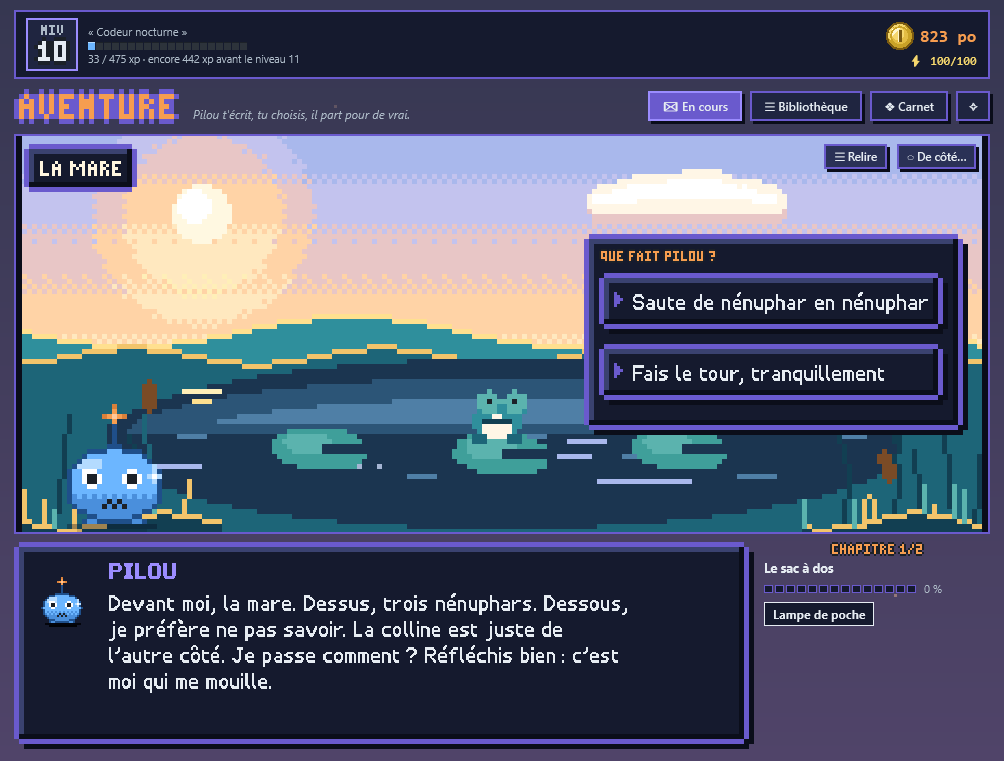 NIV
10
« Codeur nocturne »
33 / 475 xp · encore 442 xp avant le niveau 11
823 po
100/100
AVENTURE
Pilou t'écrit, tu choisis, il part pour de vrai.
En cours
Bibliothèque
Carnet
LA MARE
Relire
De côté…
QUE FAIT PILOU ?
Saute de nénuphar en nénuphar
Fais le tour, tranquillement
PILOU
Devant moi, la mare. Dessus, trois nénuphars. Dessous,
je préfère ne pas savoir. La colline est juste de
l'autre côté. Je passe comment ? Réfléchis bien : c'est
moi qui me mouille.
CHAPITRE 1/2
Le sac à dos
0 %
Lampe de poche